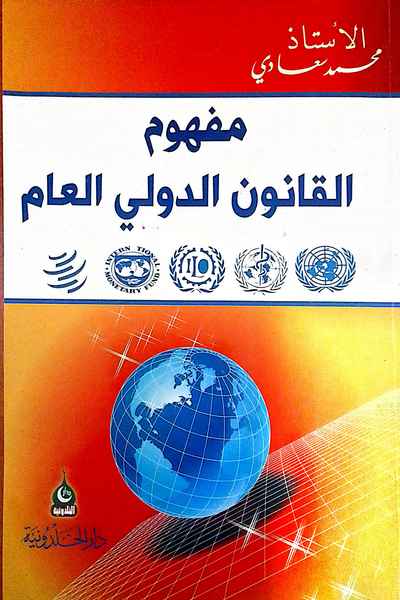 الأستاذ
محمد سعادي
مفهوم
القانون الدولي العام
INTERNATIONAL
MONETARY FUND
ILO
الخلدونية
دار الخلدونية